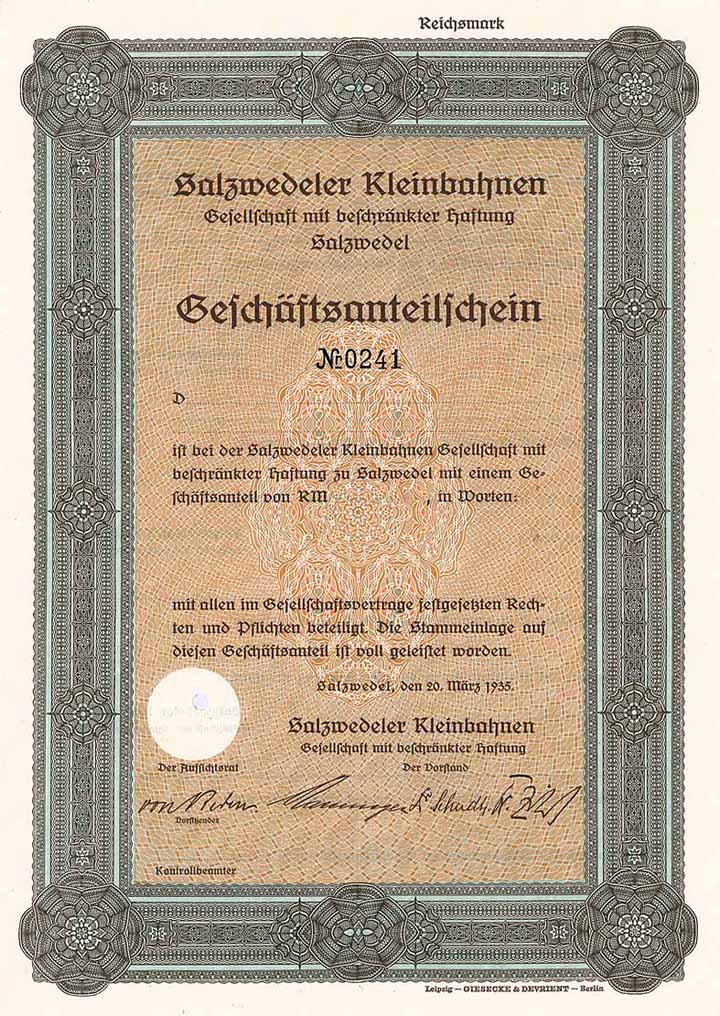 Reichsmark
Salzwedeler Kleinbahnen
Gesellschaft mit beschränkter Haftung
Salzwedel
Geschäftsanteilschein
№ 0241
D
ist bei der Salzwedeler Kleinbahnen Gesellschaft mit
beschränkter Haftung zu Salzwedel mit einem Ge-
schäftsanteil von RM , in Worten:
mit allen im Gesellschaftsvertrage festgesetzten Rech-
ten und Pflichten beteiligt. Die Stammeinlage auf
diesen Geschäftsanteil ist voll geleistet worden.
Salzwedel, den 20. März 1935.
Salzwedeler Kleinbahnen
Gesellschaft mit beschränkter Haftung
Der Aufsichtsrat Der Vorstand
von
Vorsitzender
Kontrollbeamter
Leipzig — GIESECKE & DEVRIENT — Berlin